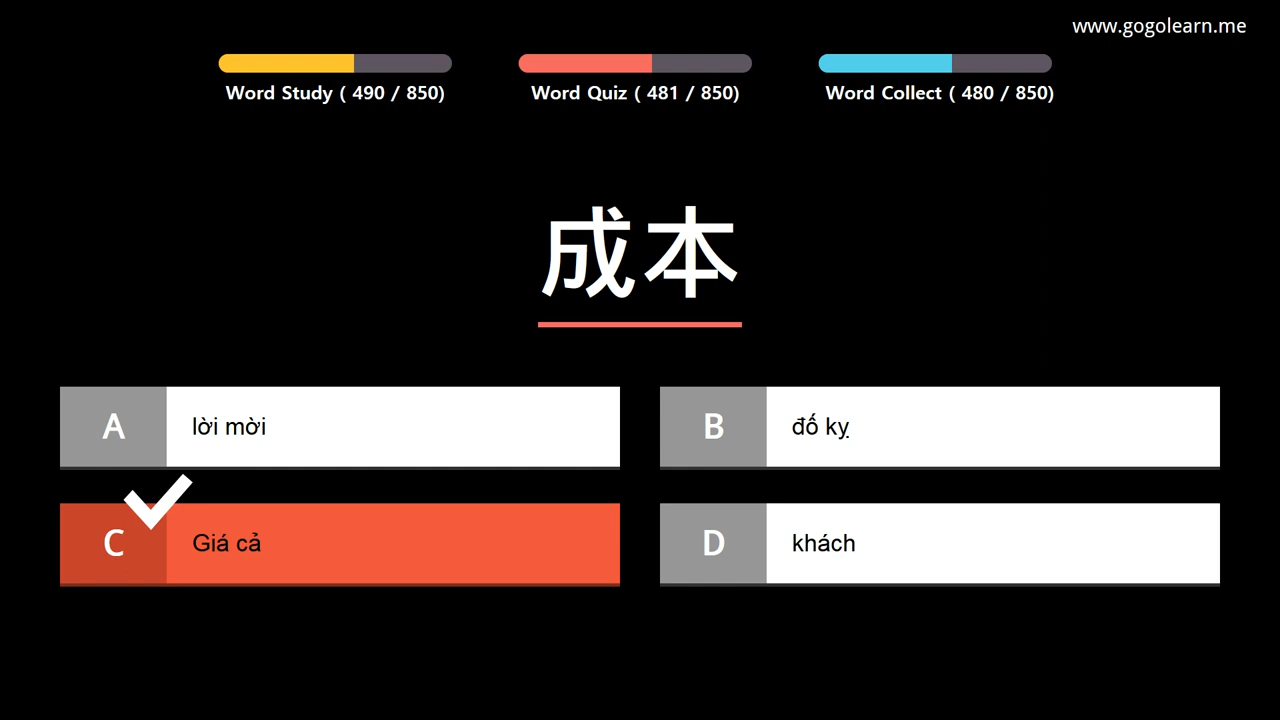 www.gogolearn.me
Word Study ( 490 / 850)
Word Quiz ( 481 / 850)
Word Collect ( 480 / 850)
成本
A lời mời
B đố kỵ
C Giá cả
D khách